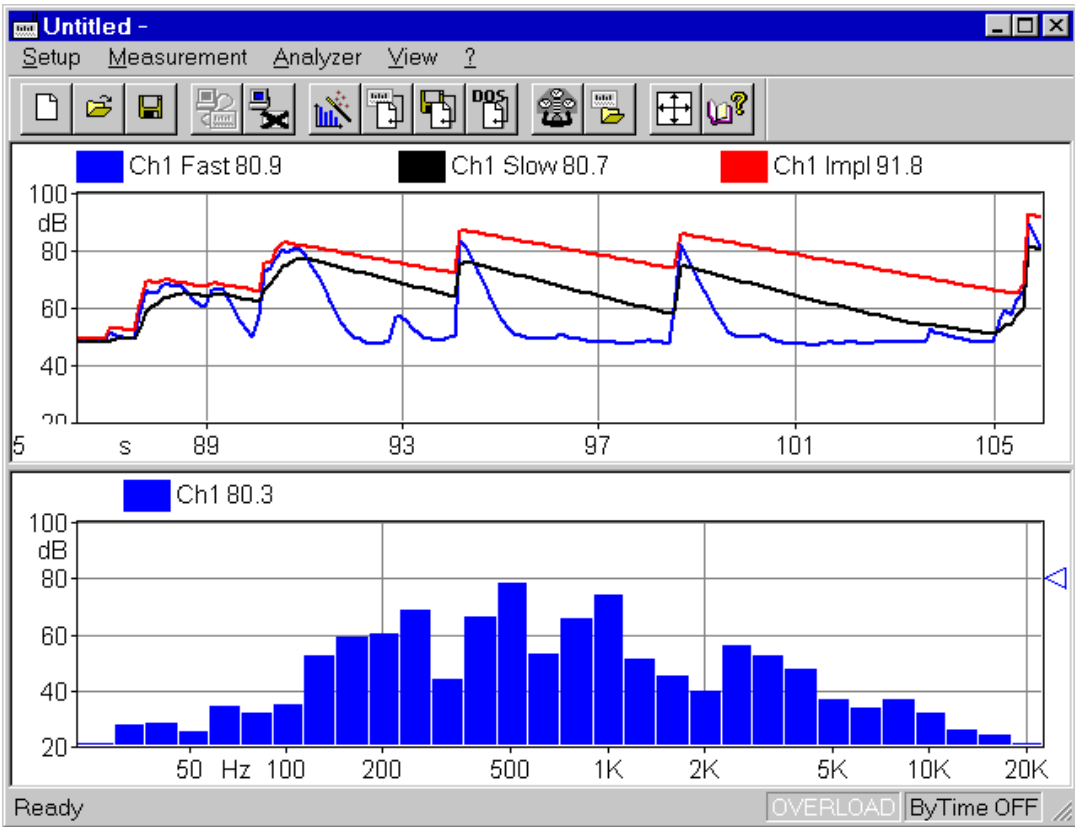 Untitled -
Setup Measurement Analyzer View ?
DOS
Ch1 Fast 80.9 Ch1 Slow 80.7 Ch1 Impl 91.8
100
dB
80
60
40
20
5 s 89 93 97 101 105
Ch1 80.3
100
dB
80
60
40
20
50 Hz 100 200 500 1K 2K 5K 10K 20K
Ready OVERLOAD ByTime OFF